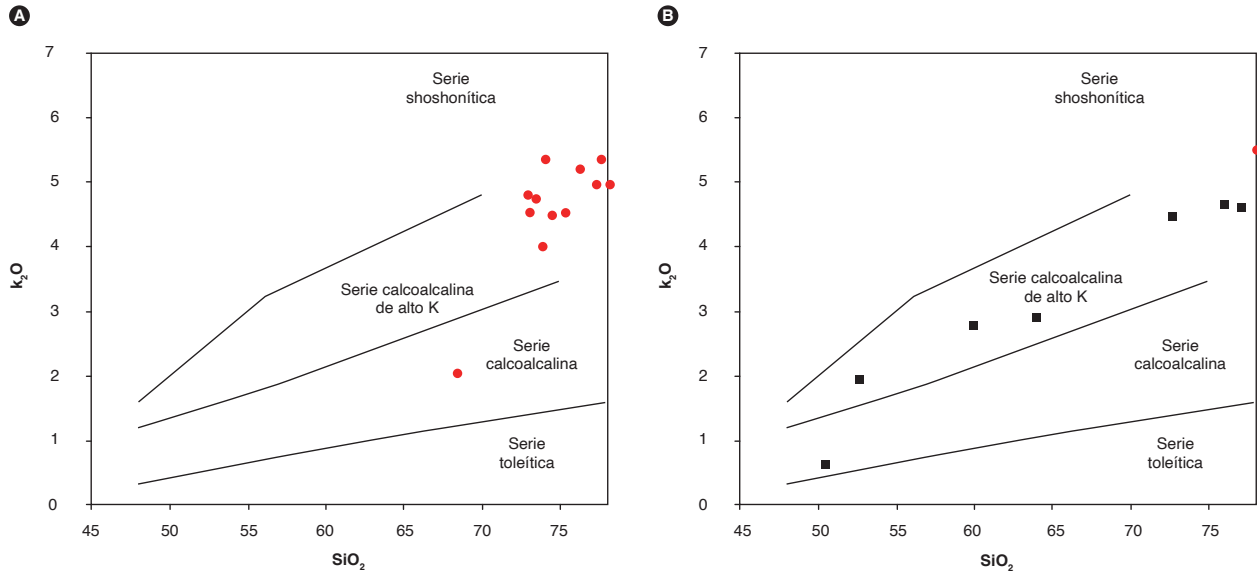 A
7
6
5
4
3
2
1
0
k₂O
45
50
55
60
65
70
75
SiO₂
Serie
shoshonítica
Serie calcoalcalina
de alto K
Serie
calcoalcalina
Serie
toleítica
B
7
6
5
4
3
2
1
0
k₂O
45
50
55
60
65
70
75
SiO₂
Serie
shoshonítica
Serie calcoalcalina
de alto K
Serie
calcoalcalina
Serie
toleítica